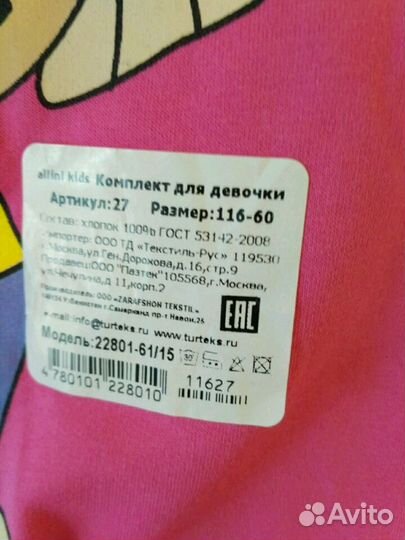 allini kids Комплект для девочки
Артикул:27 Размер:116-60
Состав: хлопок 100% ГОСТ 53142-2008
Импортер: ООО ТД «Текстиль-Рус» 119530
г.Москва,ул.Ген.Дорохова,д.16,стр.9
ПродавецООО "Пазтек"105568,г.Москва,
ул.Чечулина,д 11,корп.2
Производитель: ООО «ZARAFSHON TEKSTIL»
Узбекистан г.Самарканд пр-т Навои.26
e-mail:info@turteks.ru www.turteks.ru
EAC
Модель:22801-61/15 30°
4780101228010
11627
Avito